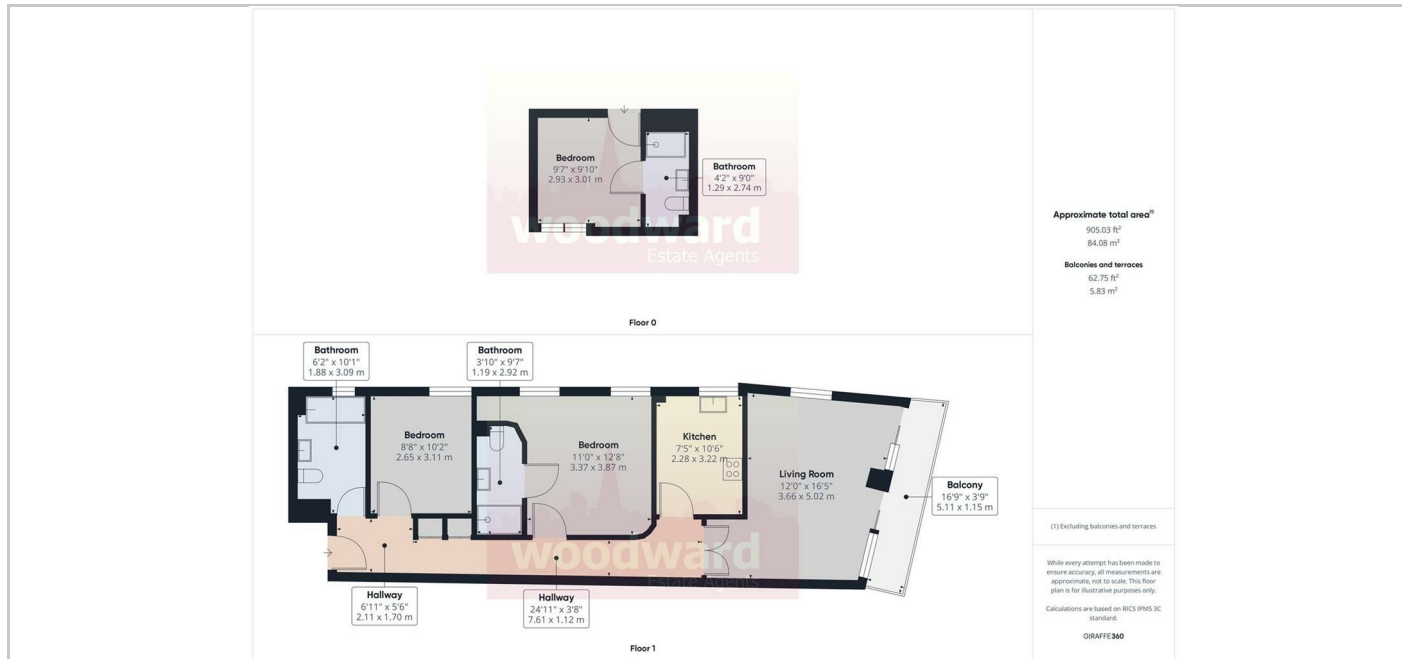 Bedroom
9'7" x 9'10"
2.93 x 3.01 m
Bathroom
4'2" x 9'0"
1.29 x 2.74 m
woodward
Estate Agents
Floor 0
Approximate total area⁽¹⁾
905.03 ft²
84.08 m²
Balconies and terraces
62.75 ft²
5.83 m²
Bathroom
6'2" x 10'1"
1.88 x 3.09 m
Bathroom
3'10" x 9'7"
1.19 x 2.92 m
Bedroom
8'8" x 10'2"
2.65 x 3.11 m
Bedroom
11'0" x 12'8"
3.37 x 3.87 m
Kitchen
7'5" x 10'6"
2.28 x 3.22 m
Living Room
12'0" x 16'5"
3.66 x 5.02 m
Balcony
16'9" x 3'9"
5.11 x 1.15 m
woodward
Estate Agents
Hallway
6'11" x 5'6"
2.11 x 1.70 m
Hallway
24'11" x 3'8"
7.61 x 1.12 m
Floor 1
(1) Excluding balconies and terraces
While every attempt has been made to
ensure accuracy, all measurements are
approximate, not to scale. This floor
plan is for illustrative purposes only.
Calculations are based on RICS IPMS 3C
standard.
GIRAFFE360